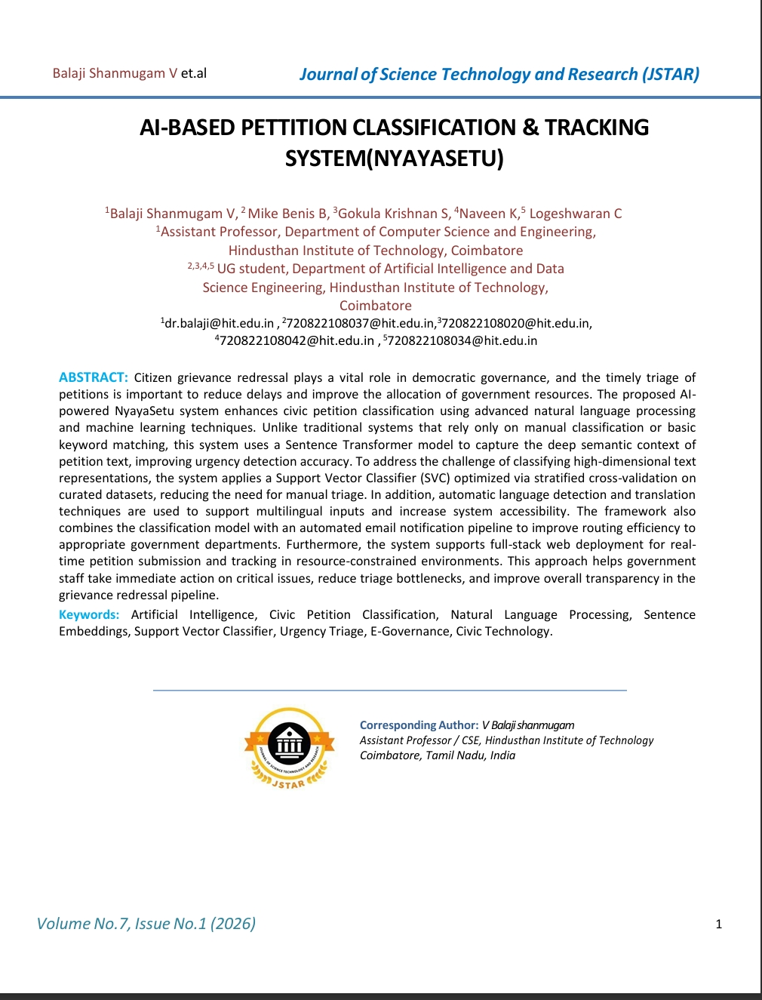 Balaji Shanmugam V et.al
Journal of Science Technology and Research (JSTAR)
AI-BASED PETTITION CLASSIFICATION & TRACKING
SYSTEM(NYAYASETU)
1Balaji Shanmugam V, 2 Mike Benis B, 3Gokula Krishnan S, 4Naveen K,5 Logeshwaran C
1Assistant Professor, Department of Computer Science and Engineering,
Hindusthan Institute of Technology, Coimbatore
2,3,4,5 UG student, Department of Artificial Intelligence and Data
Science Engineering, Hindusthan Institute of Technology,
Coimbatore
1dr.balaji@hit.edu.in , 2720822108037@hit.edu.in,3720822108020@hit.edu.in,
4720822108042@hit.edu.in , 5720822108034@hit.edu.in
ABSTRACT: Citizen grievance redressal plays a vital role in democratic governance, and the timely triage of
petitions is important to reduce delays and improve the allocation of government resources. The proposed AI-
powered NyayaSetu system enhances civic petition classification using advanced natural language processing
and machine learning techniques. Unlike traditional systems that rely only on manual classification or basic
keyword matching, this system uses a Sentence Transformer model to capture the deep semantic context of
petition text, improving urgency detection accuracy. To address the challenge of classifying high-dimensional text
representations, the system applies a Support Vector Classifier (SVC) optimized via stratified cross-validation on
curated datasets, reducing the need for manual triage. In addition, automatic language detection and translation
techniques are used to support multilingual inputs and increase system accessibility. The framework also
combines the classification model with an automated email notification pipeline to improve routing efficiency to
appropriate government departments. Furthermore, the system supports full-stack web deployment for real-
time petition submission and tracking in resource-constrained environments. This approach helps government
staff take immediate action on critical issues, reduce triage bottlenecks, and improve overall transparency in the
grievance redressal pipeline.
Keywords: Artificial Intelligence, Civic Petition Classification, Natural Language Processing, Sentence
Embeddings, Support Vector Classifier, Urgency Triage, E-Governance, Civic Technology.
JOURNAL OF SCIENCE TECHNOLOGY AND RESEARCH
JSTAR
Corresponding Author: V Balaji shanmugam
Assistant Professor / CSE, Hindusthan Institute of Technology
Coimbatore, Tamil Nadu, India
Volume No.7, Issue No.1 (2026)
1